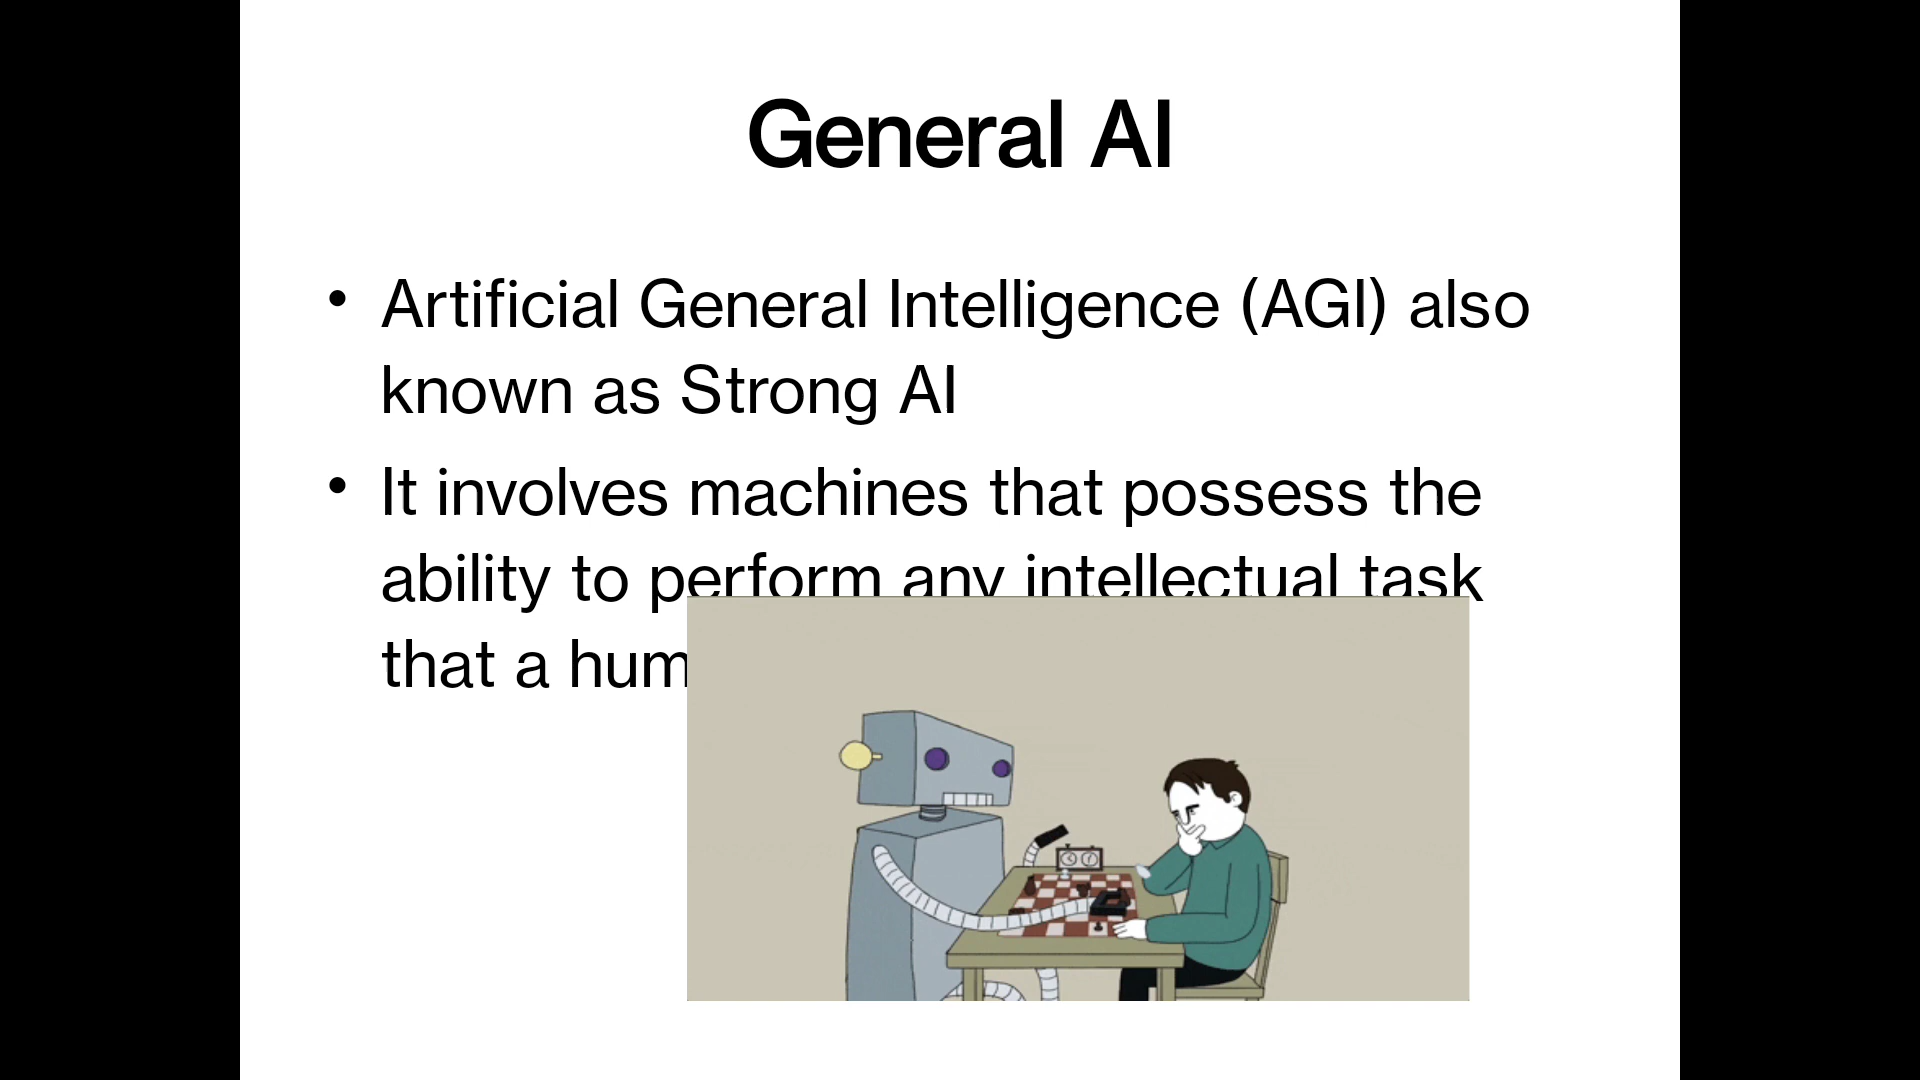 General AI
• Artificial General Intelligence (AGI) also
known as Strong AI
• It involves machines that possess the
ability to perform any intellectual task
that a